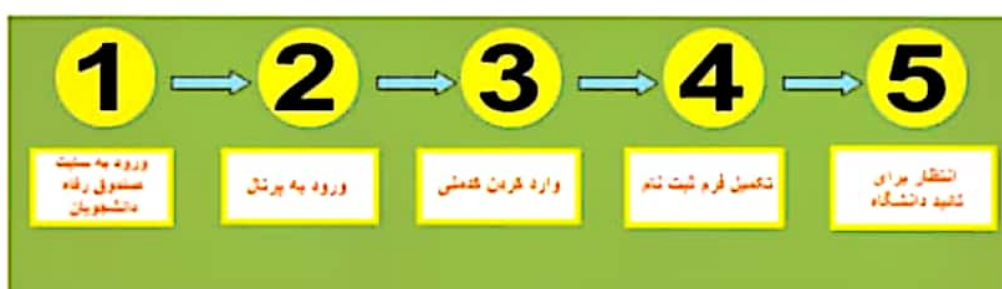 1
2
3
4
5
ورود به سایت
صندوق رفاه
دانشجویان
ورود به پرتال
وارد کردن کدملی
تکمیل فرم ثبت نام
انتظار برای
تائید دانشگاه